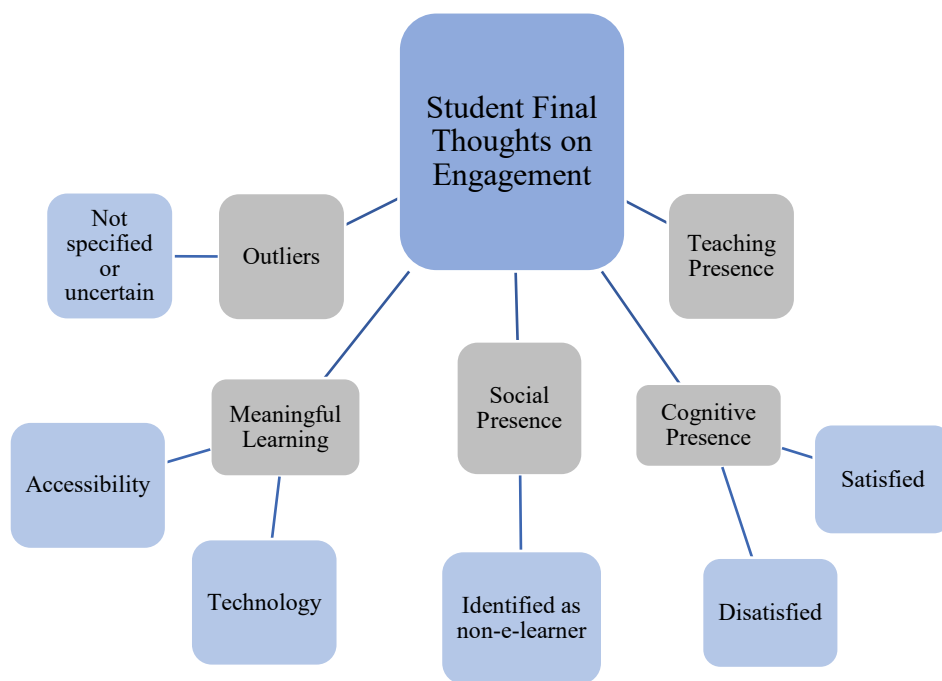 Student Final
Thoughts on
Engagement
Not
specified
or
uncertain
Outliers
Teaching
Presence
Meaningful
Learning
Social
Presence
Cognitive
Presence
Accessibility
Technology
Identified as
non-e-learner
Disatisfied
Satisfied